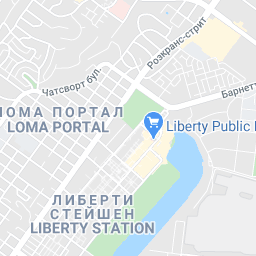 Розкранс-стрит
Чатсворт бул.
Барнетт
ЛОМА ПОРТАЛ
LOMA PORTAL
Liberty Public
ЛИБЕРТИ
СТЕЙШЕН
LIBERTY STATION